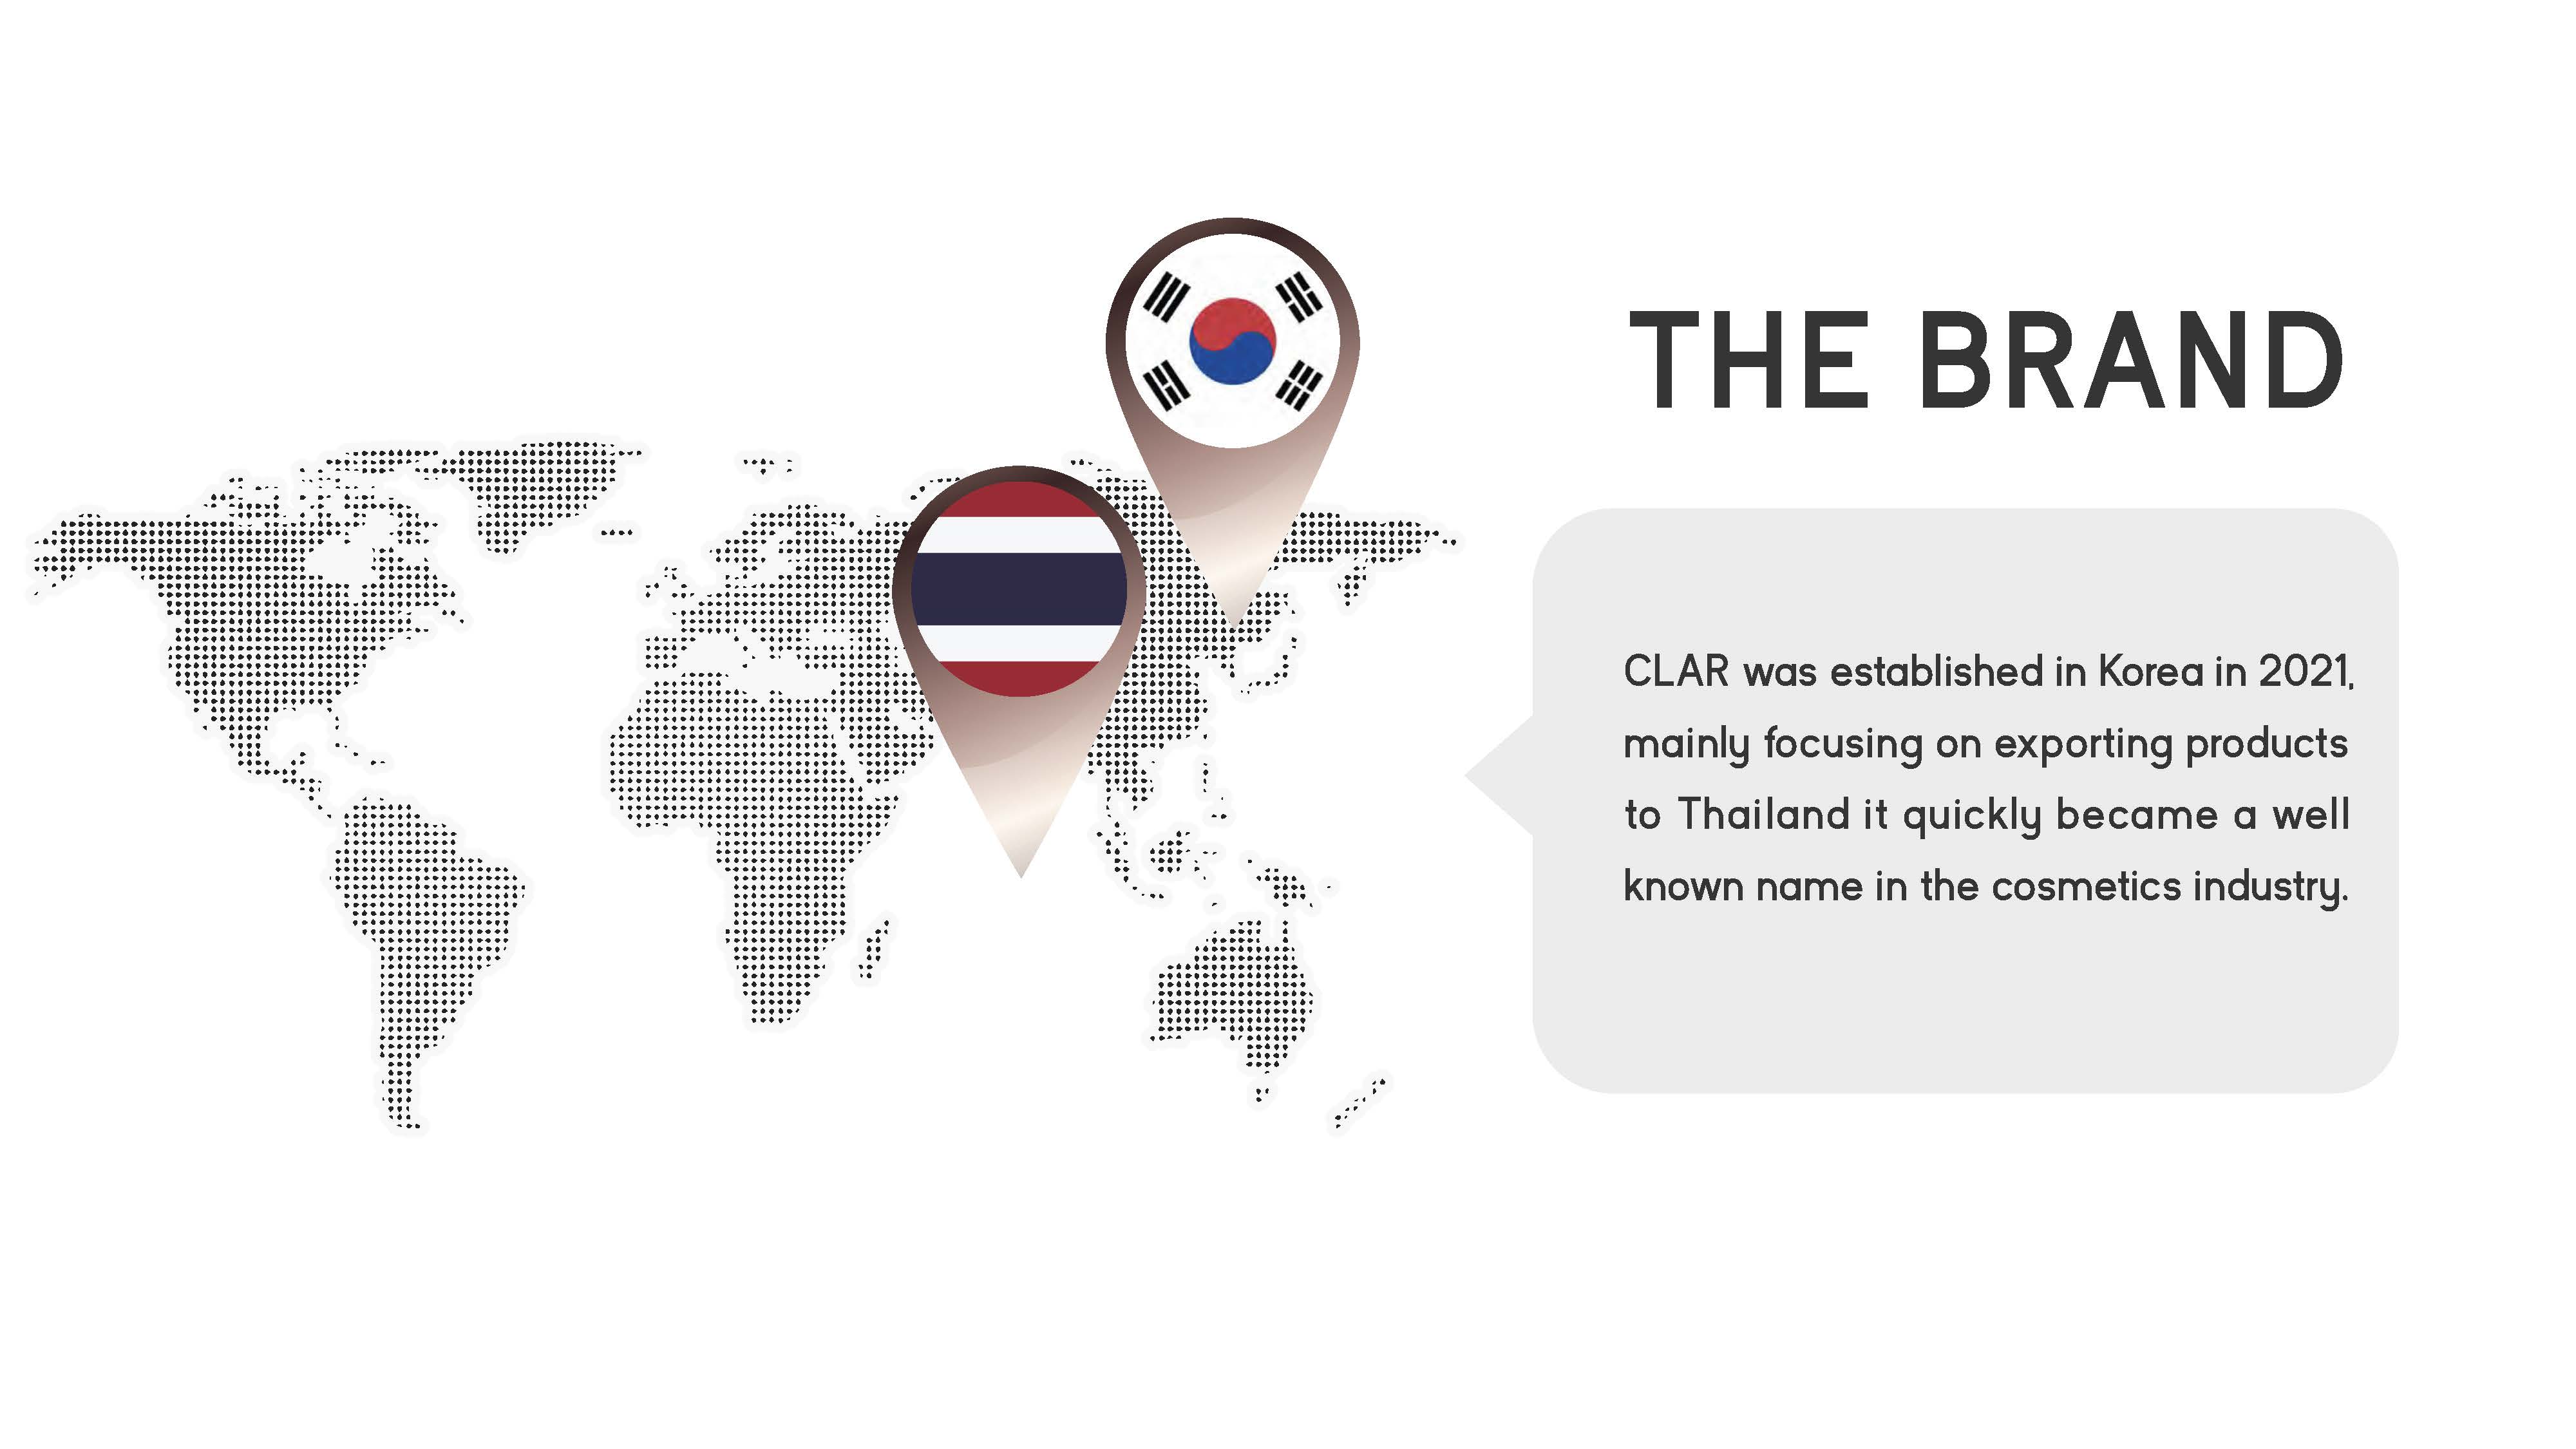 THE BRAND
CLAR was established in Korea in 2021,
mainly focusing on exporting products
to Thailand it quickly became a well
known name in the cosmetics industry.